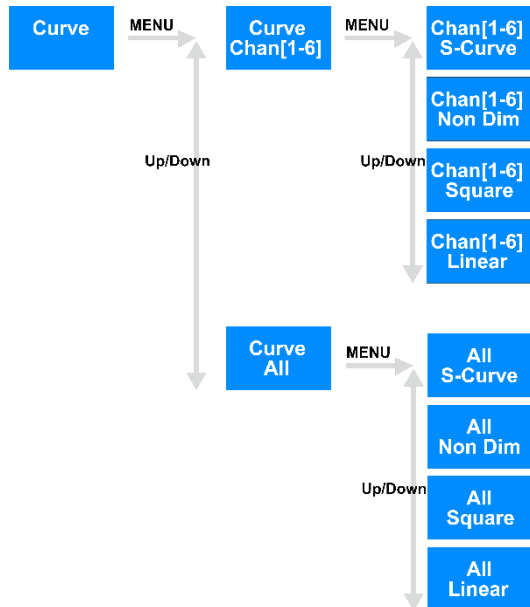 Curve
MENU
Curve
Chan[1-6]
MENU
Chan[1-6]
S-Curve
Chan[1-6]
Non Dim
Up/Down
Up/Down
Chan[1-6]
Square
Chan[1-6]
Linear
Curve
All
MENU
All
S-Curve
All
Non Dim
Up/Down
All
Square
All
Linear